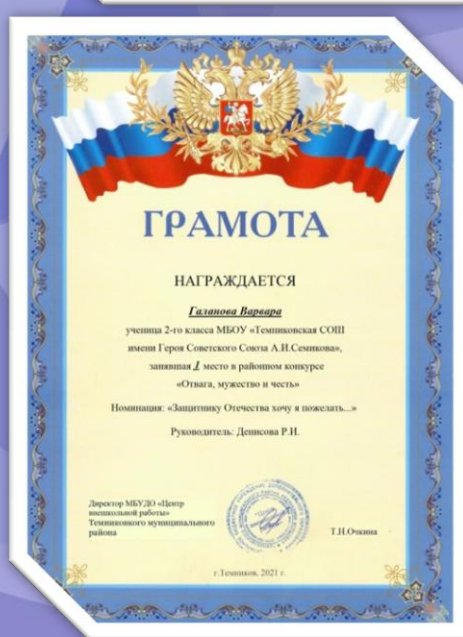 ГРАМОТА
НАГРАЖДАЕТСЯ
Галанова Варвара
ученица 2-го класса МБОУ «Темниковская СОШ
имени Героя Советского Союза А.И.Семикова»,
занявшая 1 место в районном конкурсе
«Отвага, мужество и честь»
Номинация: «Защитнику Отечества хочу я пожелать...»
Руководитель: Денисова Р.И.
Директор МБУДО «Центр
внешкольной работы»
Темниковского муниципального
района
Т.Н.Очкина
г.Темников, 2021 г.